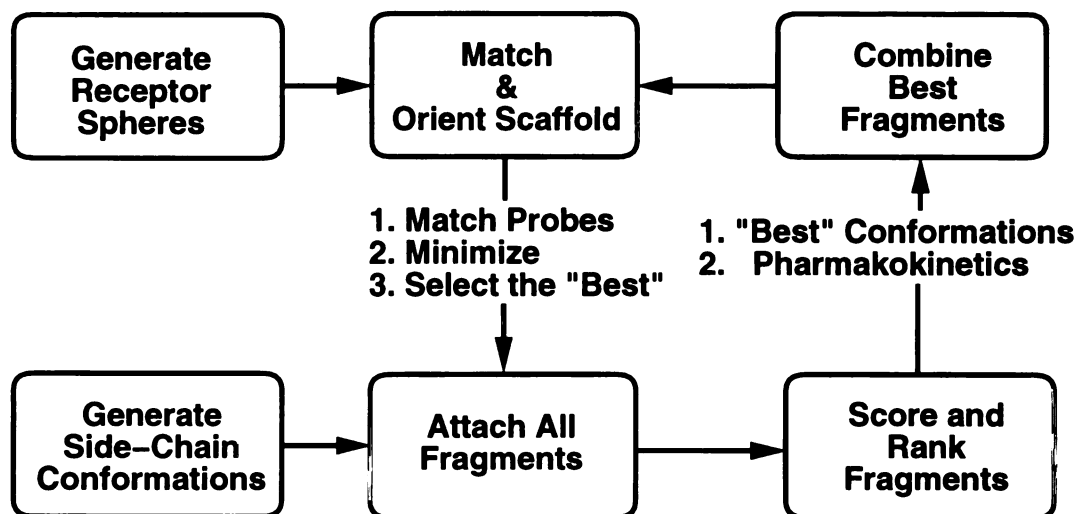 Generate
Receptor
Spheres
Match
&
Orient Scaffold
Combine
Best
Fragments
1. Match Probes
2. Minimize
3. Select the "Best"
1. "Best" Conformations
2. Pharmakokinetics
Generate
Side–Chain
Conformations
Attach All
Fragments
Score and
Rank
Fragments